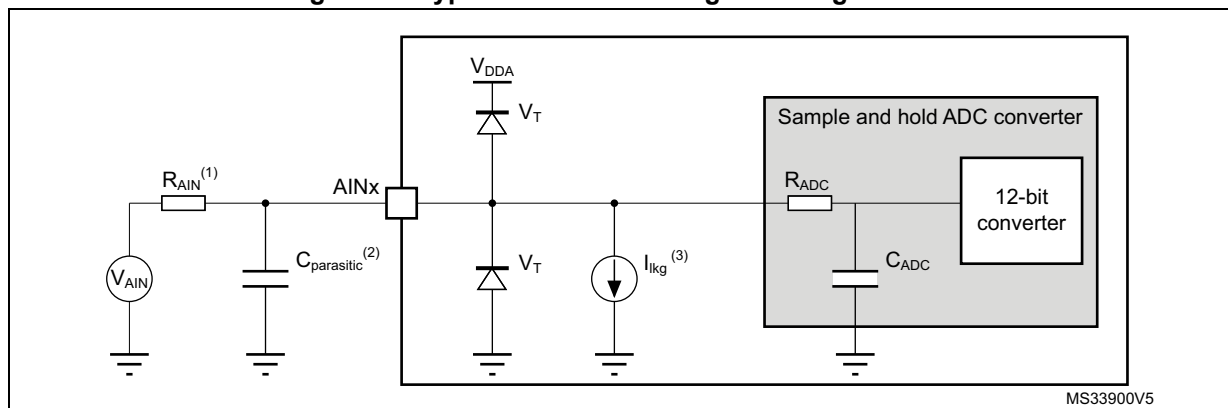 V_DDA
V_T
Sample and hold ADC converter
R_AIN^(1)
AINx
R_ADC
12-bit
converter
C_parasitic^(2)
V_T
I_lkg^(3)
C_ADC
V_AIN
MS33900V5